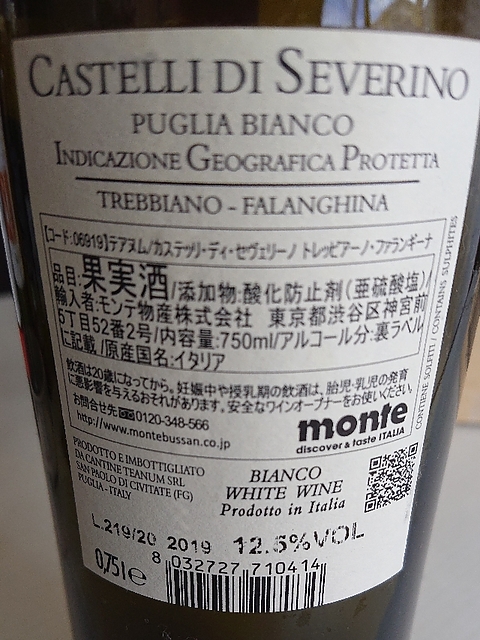 CASTELLI DI SEVERINO
PUGLIA BIANCO
INDICAZIONE GEOGRAFICA PROTETTA
TREBBIANO - FALANGHINA
【コード:06919】テアヌム/カステッリ・ディ・セヴェリーノ トレッビアーノ・ファランギーナ
品目:果実酒/添加物:酸化防止剤(亜硫酸塩)/
輸入者:モンテ物産株式会社 東京都渋谷区神宮前
5丁目52番2号/内容量:750ml/アルコール分:裏ラベル
に記載/原産国名:イタリア
飲酒は20歳になってから。妊娠中や授乳期の飲酒は、胎児・乳児の発育
に悪影響を与えるおそれがあります。安全なワインオープナーをお使いください。
お問合せ先 0120-348-566
http://www.montebussan.co.jp
monte
discover & taste ITALIA
CONTIENE SOLFITI / CONTAINS SULPHITES
PRODOTTO E IMBOTTIGLIATO
DA CANTINE TEANUM SRL
SAN PAOLO DI CIVITATE (FG)
PUGLIA - ITALY
BIANCO
WHITE WINE
Prodotto in Italia
L.219/20 2019 12.5%VOL
0,75l e
8 032727 710414